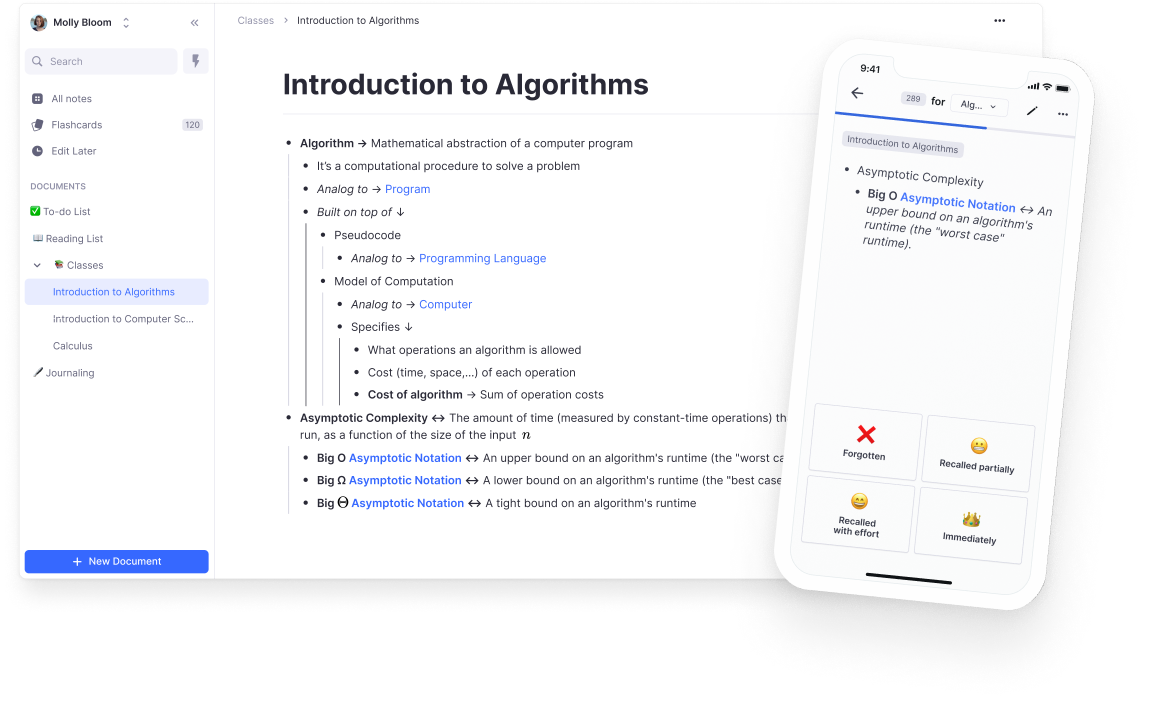 Molly Bloom
Search
All notes
Flashcards 120
Edit Later
DOCUMENTS
✅ To-do List
📖 Reading List
📚 Classes
Introduction to Algorithms
Introduction to Computer Sc...
Calculus
Journaling
+ New Document
Classes > Introduction to Algorithms
Introduction to Algorithms
• Algorithm → Mathematical abstraction of a computer program
• It's a computational procedure to solve a problem
• Analog to → Program
• Built on top of ↓
• Pseudocode
• Analog to → Programming Language
• Model of Computation
• Analog to → Computer
• Specifies ↓
• What operations an algorithm is allowed
• Cost (time, space,...) of each operation
• Cost of algorithm → Sum of operation costs
• Asymptotic Complexity ↔ The amount of time (measured by constant-time operations) th
run, as a function of the size of the input n
• Big O Asymptotic Notation ↔ An upper bound on an algorithm's runtime (the "worst ca
• Big Ω Asymptotic Notation ↔ A lower bound on an algorithm's runtime (the "best case
• Big Θ Asymptotic Notation ↔ A tight bound on an algorithm's runtime
9:41
289 for Alg...
Introduction to Algorithms
• Asymptotic Complexity
• Big O Asymptotic Notation ↔ An
upper bound on an algorithm's
runtime (the "worst case"
runtime).
Forgotten
Recalled partially
Recalled
with effort
Immediately